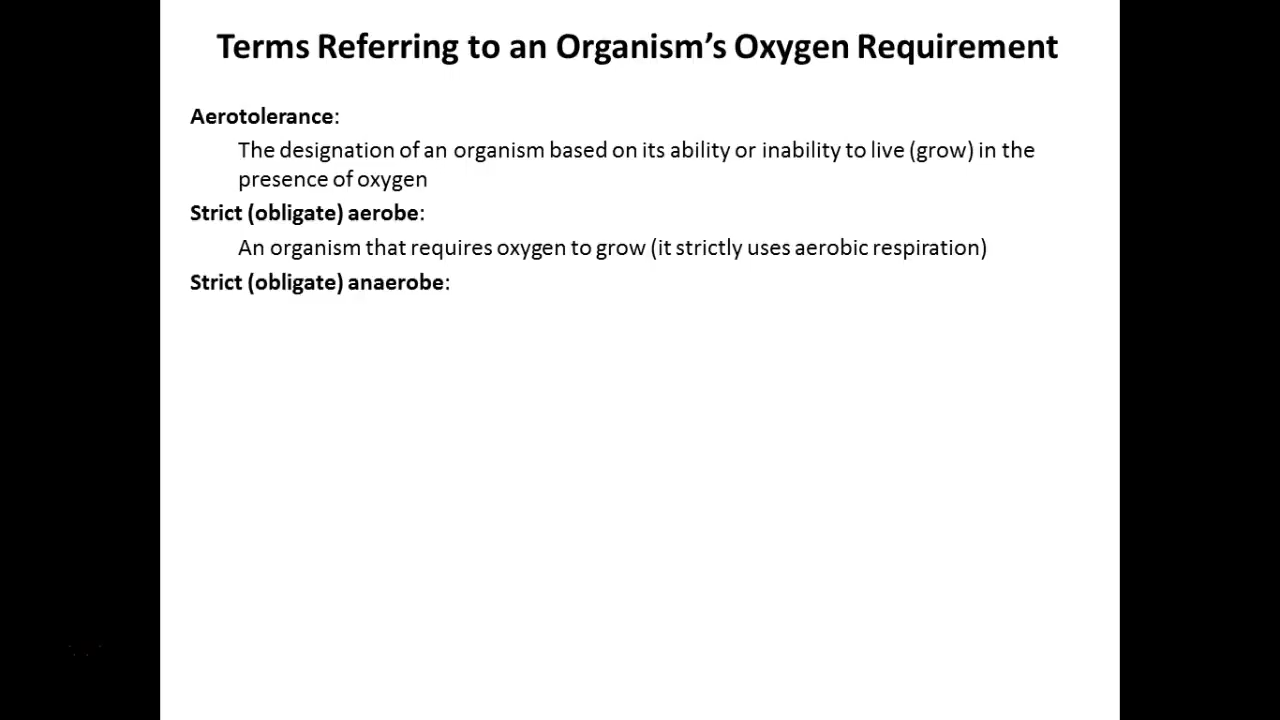 Terms Referring to an Organism’s Oxygen Requirement
Aerotolerance:
The designation of an organism based on its ability or inability to live (grow) in the
presence of oxygen
Strict (obligate) aerobe:
An organism that requires oxygen to grow (it strictly uses aerobic respiration)
Strict (obligate) anaerobe: